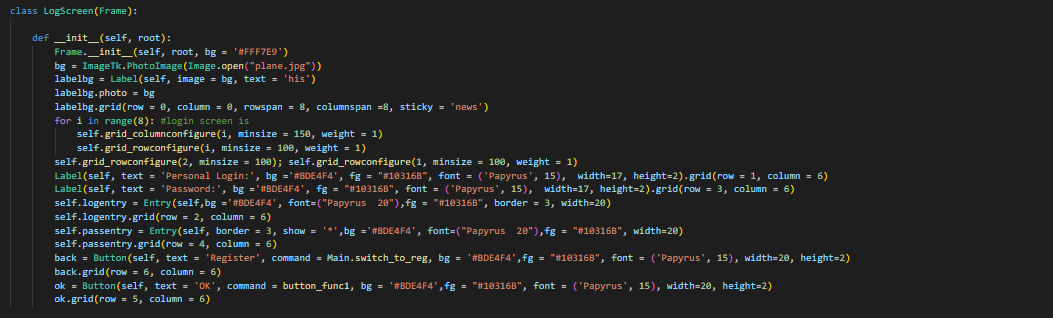 class LogScreen(Frame):
def __init__(self, root):
Frame.__init__(self, root, bg = '#FFF7E9')
bg = ImageTk.PhotoImage(Image.open("plane.jpg"))
labelbg = Label(self, image = bg, text = 'his')
labelbg.photo = bg
labelbg.grid(row = 0, column = 0, rowspan = 8, columnspan =8, sticky = 'news')
for i in range(8): #login screen is
self.grid_columnconfigure(i, minsize = 150, weight = 1)
self.grid_rowconfigure(i, minsize = 100, weight = 1)
self.grid_rowconfigure(2, minsize = 100); self.grid_rowconfigure(1, minsize = 100, weight = 1)
Label(self, text = 'Personal Login:', bg ='#BDE4F4', fg = "#10316B", font = ('Papyrus', 15),  width=17, height=2).grid(row = 1, column = 6)
Label(self, text = 'Password:', bg ='#BDE4F4', fg = "#10316B", font = ('Papyrus', 15),  width=17, height=2).grid(row = 3, column = 6)
self.logentry = Entry(self,bg ='#BDE4F4', font=("Papyrus  20"),fg = "#10316B", border = 3, width=20)
self.logentry.grid(row = 2, column = 6)
self.passentry = Entry(self, border = 3, show = '*',bg ='#BDE4F4', font=("Papyrus  20"),fg = "#10316B", width=20)
self.passentry.grid(row = 4, column = 6)
back = Button(self, text = 'Register', command = Main.switch_to_reg, bg = '#BDE4F4',fg = "#10316B", font = ('Papyrus', 15), width=20, height=2)
back.grid(row = 6, column = 6)
ok = Button(self, text = 'OK', command = button_func1, bg = '#BDE4F4',fg = "#10316B", font = ('Papyrus', 15), width=20, height=2)
ok.grid(row = 5, column = 6)